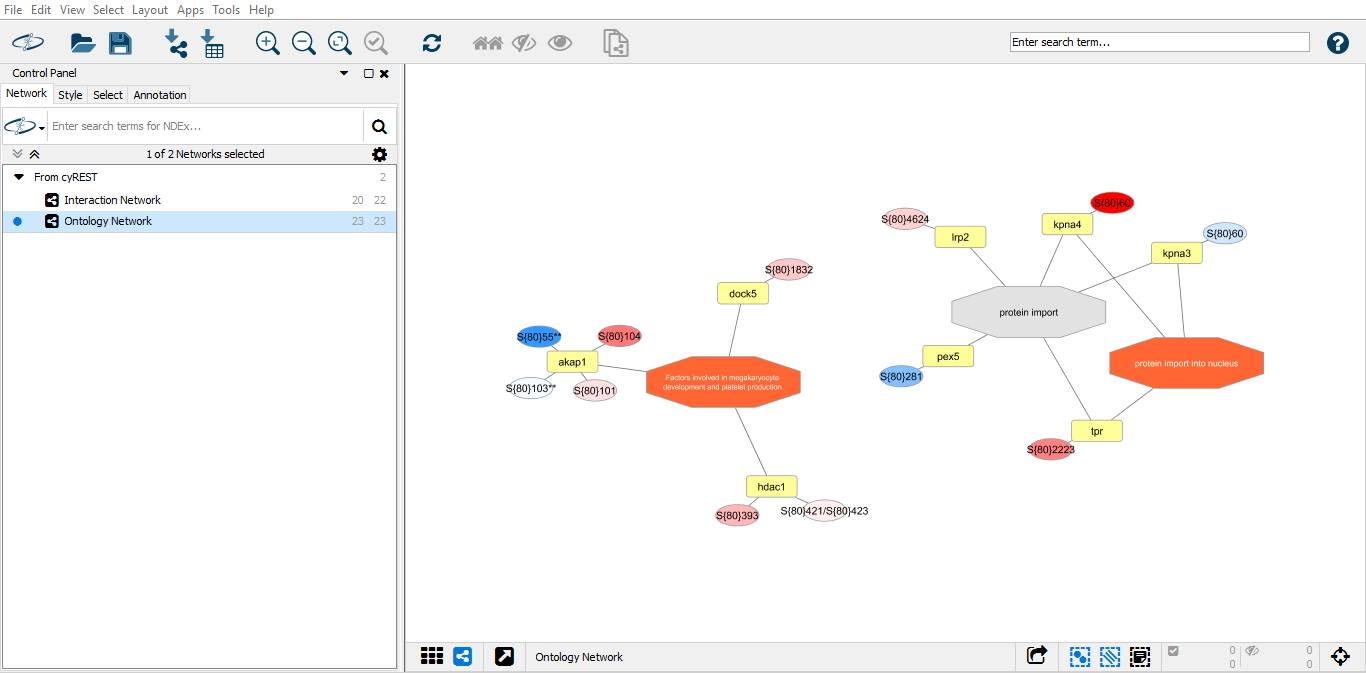 File Edit View Select Layout Apps Tools Help
Enter search term...
Control Panel
Network Style Select Annotation
Enter search terms for NDEx...
1 of 2 Networks selected
From cyREST 2
Interaction Network 20 22
Ontology Network 23 23
S{80}4624
S{80}60
lrp2
kpna4
S{80}60
kpna3
S{80}1832
dock5
protein import
S{80}55**
S{80}104
akap1
pex5
protein import into nucleus
S{80}103**
S{80}101
Factors involved in megakaryocyte
development and platelet production
S{80}281
tpr
S{80}2223
hdac1
S{80}393
S{80}421/S{80}423
Ontology Network
0 0
0 0